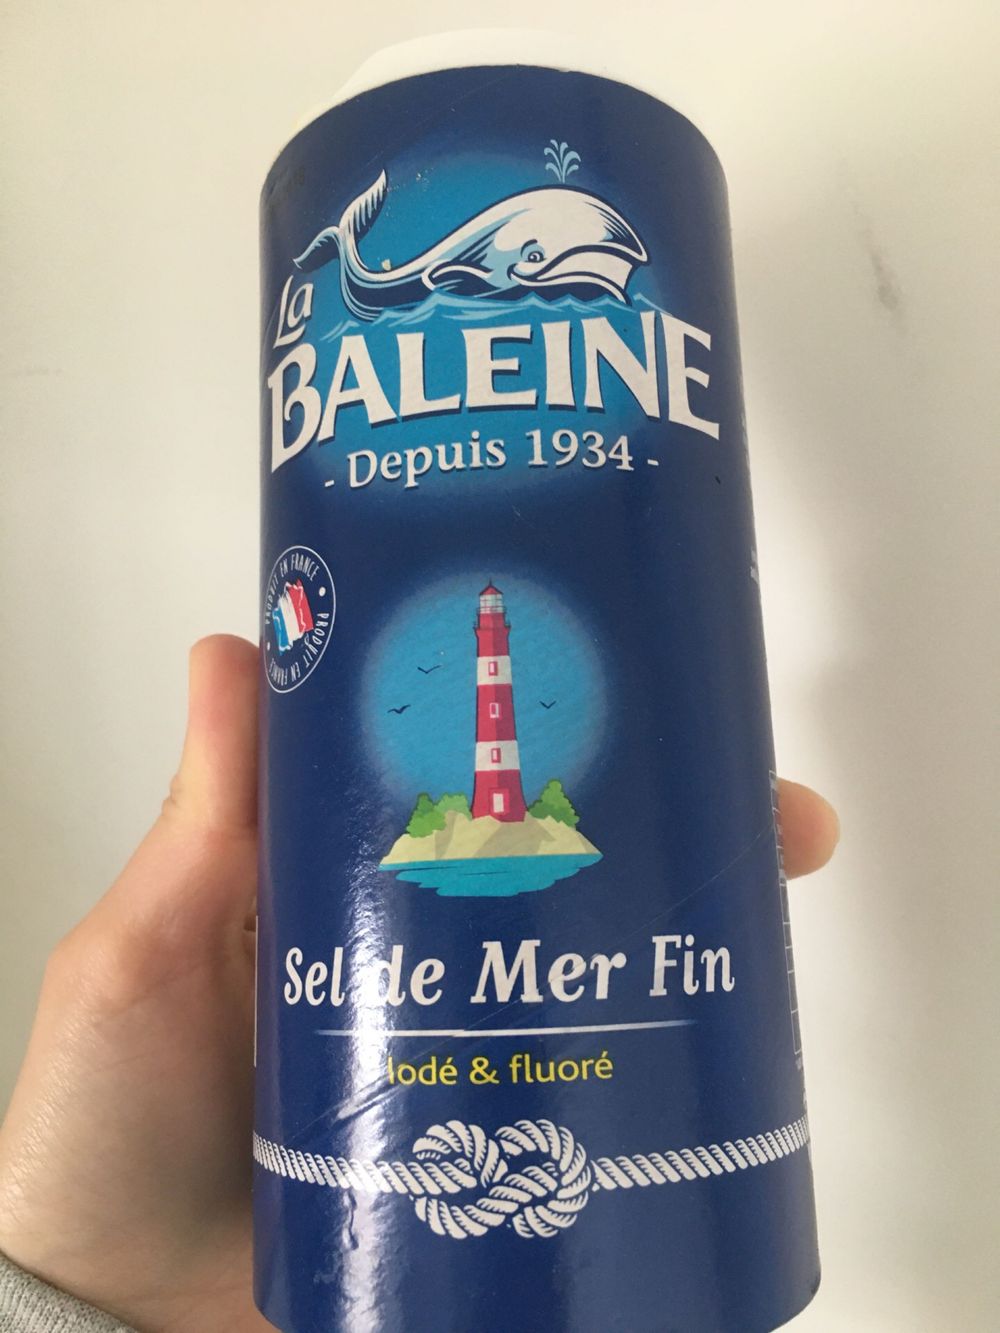 La
BALEINE
- Depuis 1934 -
PRODUIT EN FRANCE • PRODUIT EN FRANCE •
Sel de Mer Fin
Iodé & fluoré